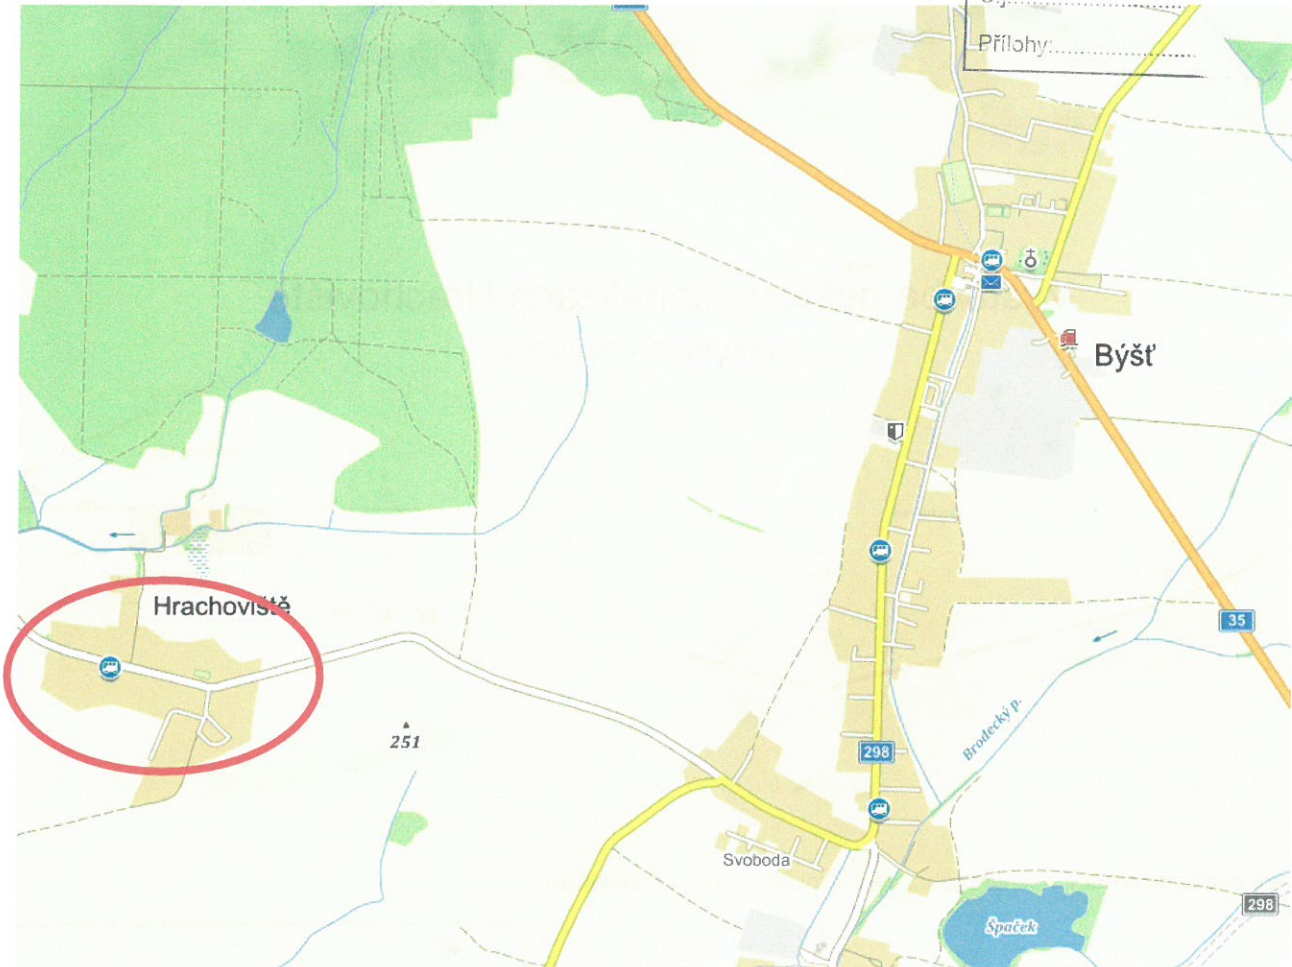 Přílohy:
Býšť
35
Hrachoviště
251
Brodecký p.
298
Svoboda
298
Špaček